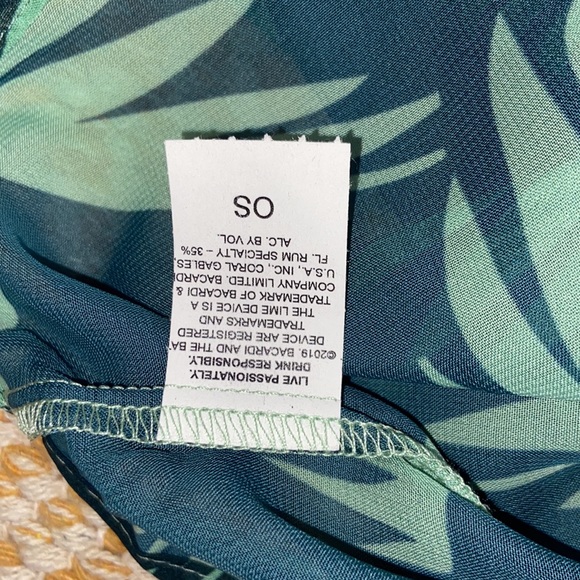 LIVE PASSIONATELY.
DRINK RESPONSIBLY.
©2019. BACARDI AND THE BA
DEVICE ARE REGISTERED
TRADEMARKS AND
THE LIME DEVICE IS A
TRADEMARK OF BACARDI &
COMPANY LIMITED. BACARDI
U.S.A., INC., CORAL GABLES,
FL. RUM SPECIALTY – 35%
ALC. BY VOL.
OS